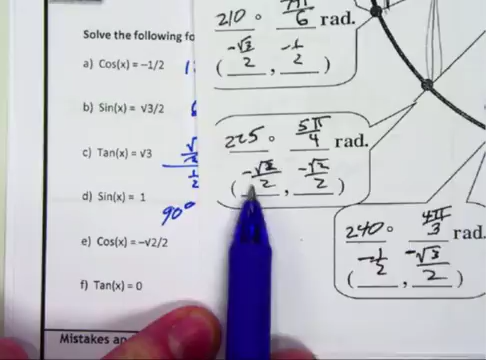 Solve the following fo
a) Cos(x) = -1/2
b) Sin(x) = √3/2
c) Tan(x) = √3
d) Sin(x) = 1
90°
e) Cos(x) = -√2/2
f) Tan(x) = 0
Mistakes an
210° 7π/6 rad.
(-√3/2, -1/2)
225° 5π/4 rad.
(-√2/2, -√2/2)
240° 4π/3 rad.
(-1/2, -√3/2)